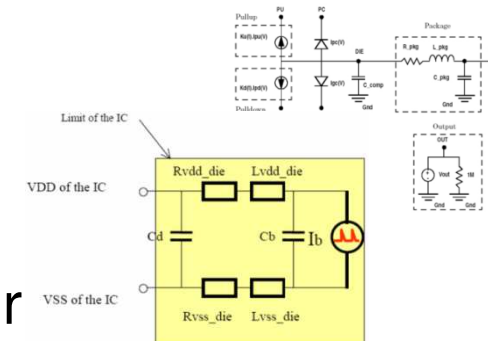 Pullup
PU
PC
Package
Ku(t).Ipu(V)
Ipc(V)
DIE
R_pkg
L_pkg
Kd(t).Ipd(V)
Igc(V)
C_comp
C_pkg
Gnd
Gnd
Pulldown
Output
OUT
Vout
1M
Gnd
Gnd
Limit of the IC
Rvdd_die
Lvdd_die
VDD of the IC
Cd
Cb
Ib
r
VSS of the IC
Rvss_die
Lvss_die